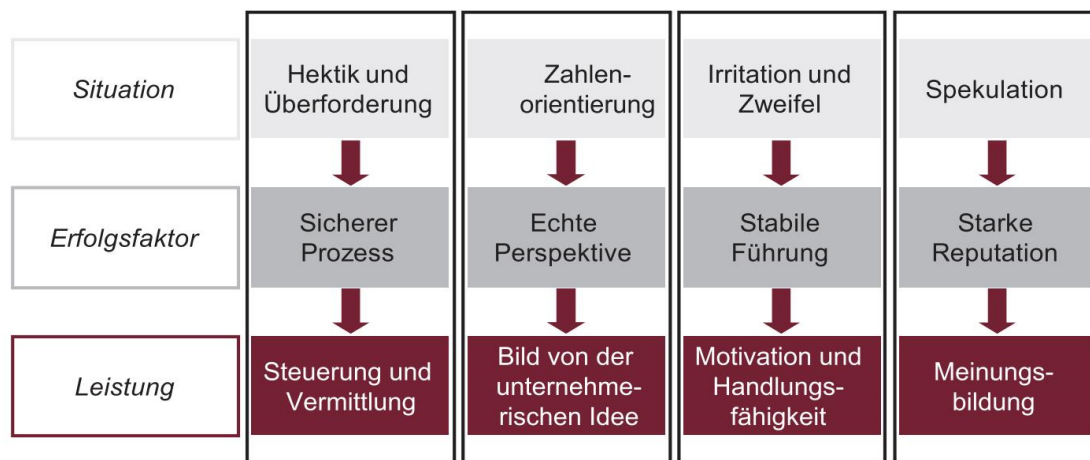 Situation
Hektik und
Überforderung
Zahlen-
orientierung
Irritation und
Zweifel
Spekulation
Erfolgsfaktor
Sicherer
Prozess
Echte
Perspektive
Stabile
Führung
Starke
Reputation
Leistung
Steuerung und
Vermittlung
Bild von der
unternehme-
rischen Idee
Motivation und
Handlungs-
fähigkeit
Meinungs-
bildung